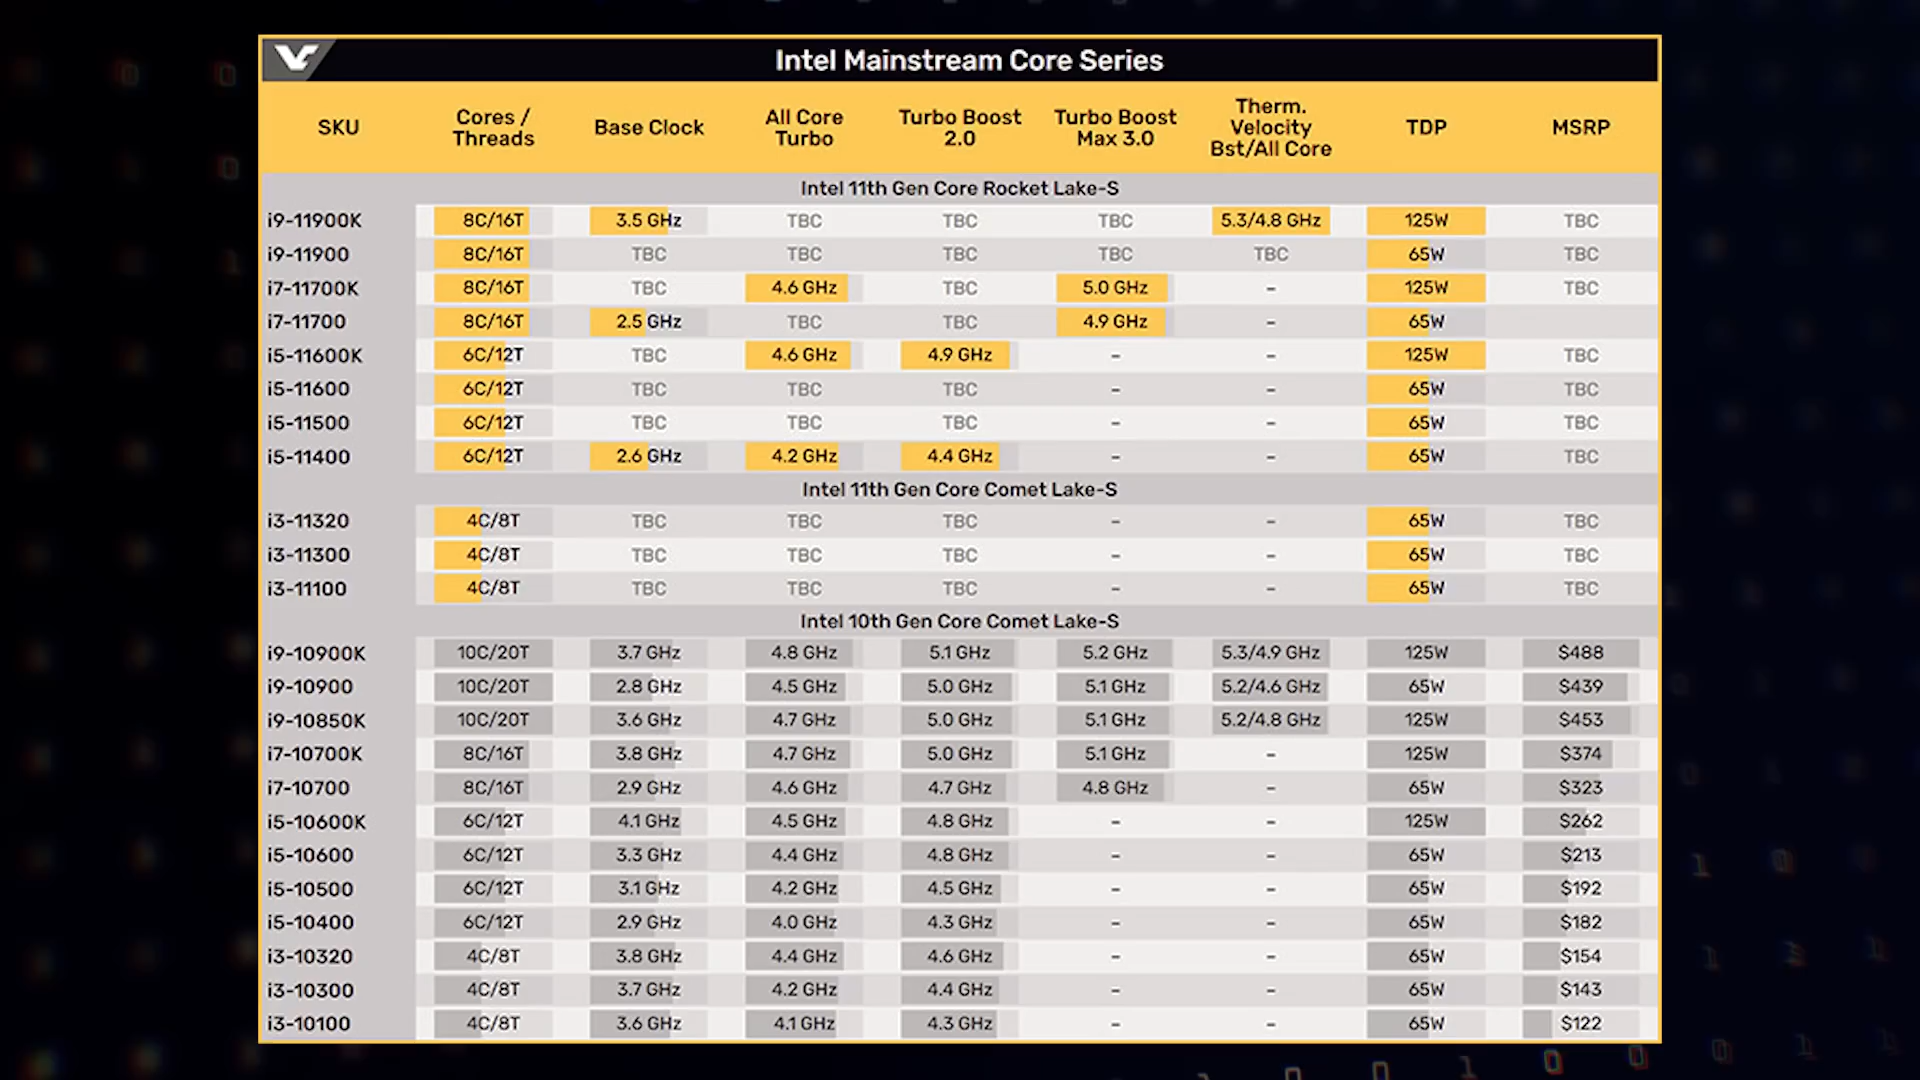 Intel Mainstream Core Series
SKU Cores / Threads Base Clock All Core Turbo Turbo Boost 2.0 Turbo Boost Max 3.0 Therm. Velocity Bst/All Core TDP MSRP
Intel 11th Gen Core Rocket Lake-S
i9-11900K 8C/16T 3.5 GHz TBC TBC TBC 5.3/4.8 GHz 125W TBC
i9-11900 8C/16T TBC TBC TBC TBC TBC 65W TBC
i7-11700K 8C/16T TBC 4.6 GHz TBC 5.0 GHz - 125W TBC
i7-11700 8C/16T 2.5 GHz TBC TBC 4.9 GHz - 65W
i5-11600K 6C/12T TBC 4.6 GHz 4.9 GHz - - 125W TBC
i5-11600 6C/12T TBC TBC TBC - - 65W TBC
i5-11500 6C/12T TBC TBC TBC - - 65W TBC
i5-11400 6C/12T 2.6 GHz 4.2 GHz 4.4 GHz - - 65W TBC
Intel 11th Gen Core Comet Lake-S
i3-11320 4C/8T TBC TBC TBC - - 65W TBC
i3-11300 4C/8T TBC TBC TBC - - 65W TBC
i3-11100 4C/8T TBC TBC TBC - - 65W TBC
Intel 10th Gen Core Comet Lake-S
i9-10900K 10C/20T 3.7 GHz 4.8 GHz 5.1 GHz 5.2 GHz 5.3/4.9 GHz 125W $488
i9-10900 10C/20T 2.8 GHz 4.5 GHz 5.0 GHz 5.1 GHz 5.2/4.6 GHz 65W $439
i9-10850K 10C/20T 3.6 GHz 4.7 GHz 5.0 GHz 5.1 GHz 5.2/4.8 GHz 125W $453
i7-10700K 8C/16T 3.8 GHz 4.7 GHz 5.0 GHz 5.1 GHz - 125W $374
i7-10700 8C/16T 2.9 GHz 4.6 GHz 4.7 GHz 4.8 GHz - 65W $323
i5-10600K 6C/12T 4.1 GHz 4.5 GHz 4.8 GHz - - 125W $262
i5-10600 6C/12T 3.3 GHz 4.4 GHz 4.8 GHz - - 65W $213
i5-10500 6C/12T 3.1 GHz 4.2 GHz 4.5 GHz - - 65W $192
i5-10400 6C/12T 2.9 GHz 4.0 GHz 4.3 GHz - - 65W $182
i3-10320 4C/8T 3.8 GHz 4.4 GHz 4.6 GHz - - 65W $154
i3-10300 4C/8T 3.7 GHz 4.2 GHz 4.4 GHz - - 65W $143
i3-10100 4C/8T 3.6 GHz 4.1 GHz 4.3 GHz - - 65W $122